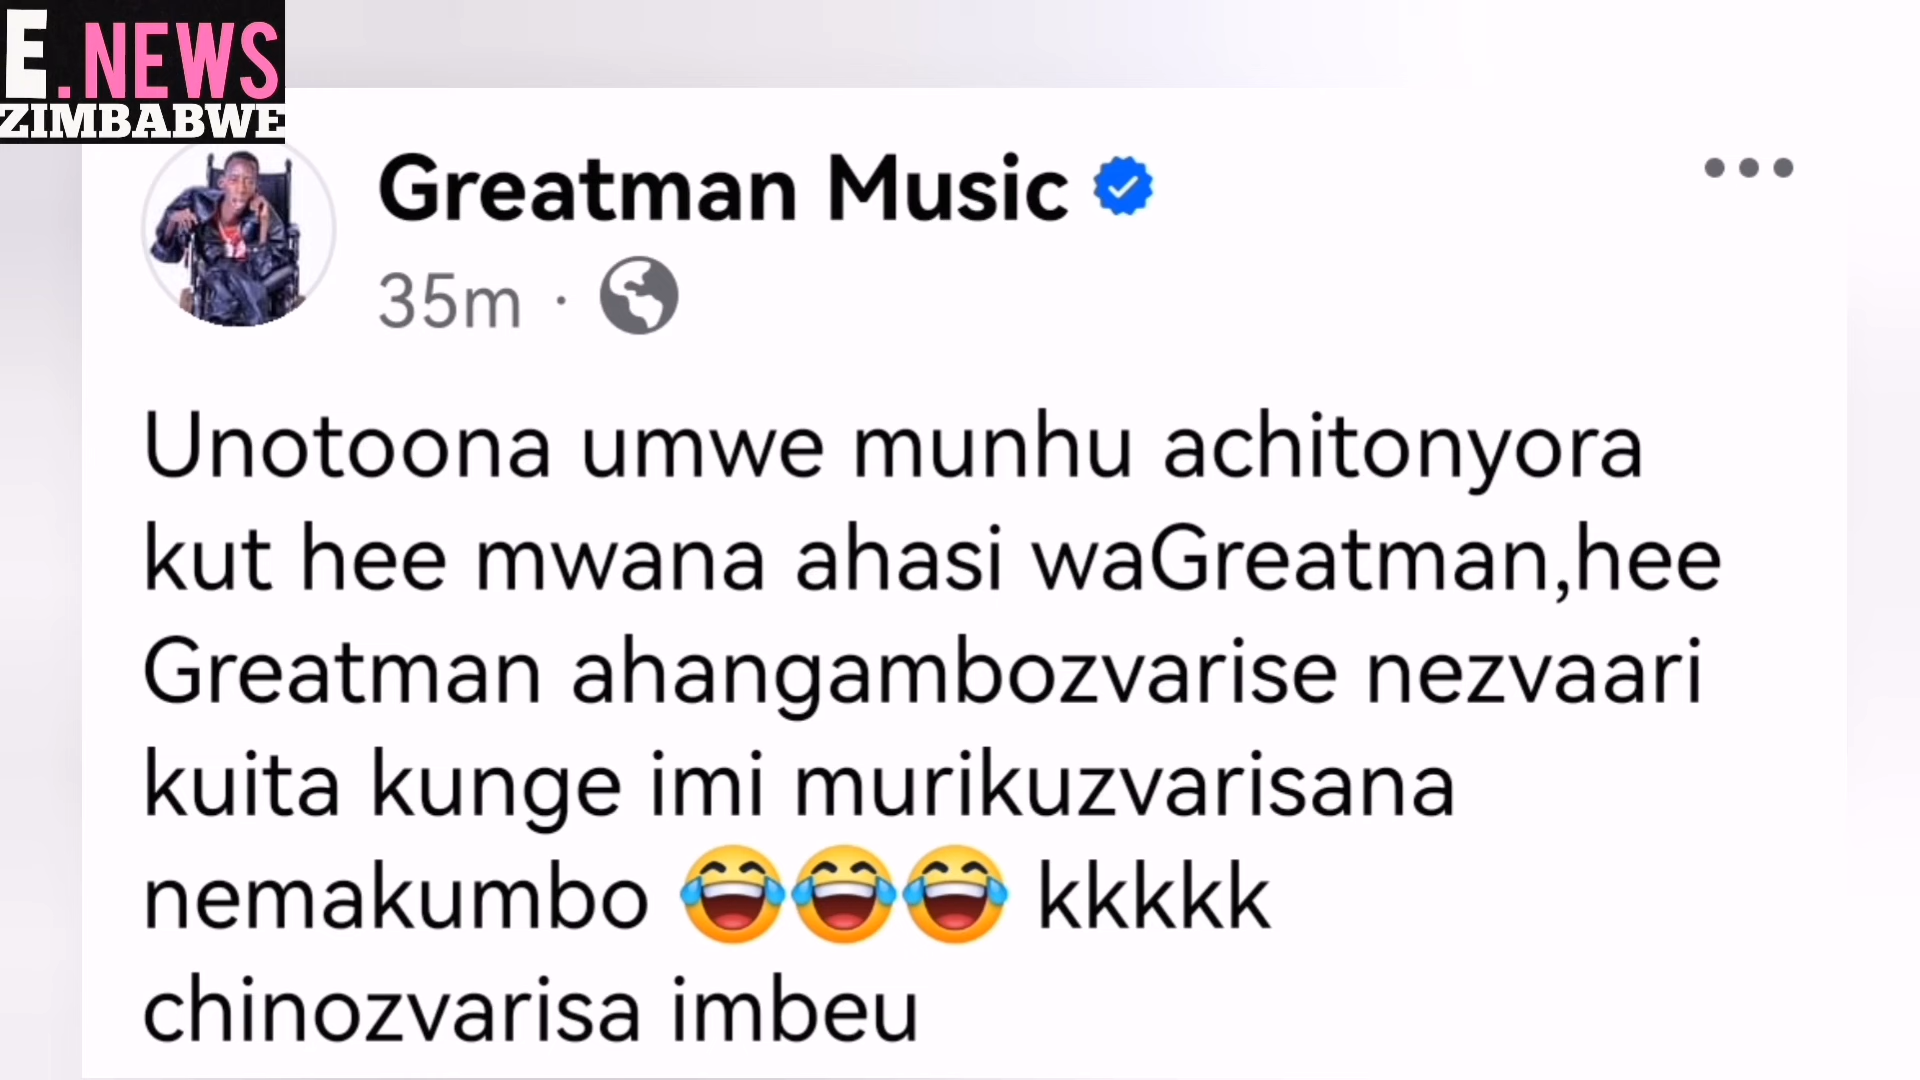 E.NEWS
ZIMBABWE
Greatman Music
35m ·
Unotoona umwe munhu achitonyora
kut hee mwana ahasi waGreatman,hee
Greatman ahangambozvarise nezvaari
kuita kunge imi murikuzvarisana
nemakumbo 😂😂😂 kkkkk
chinozvarisa imbeu